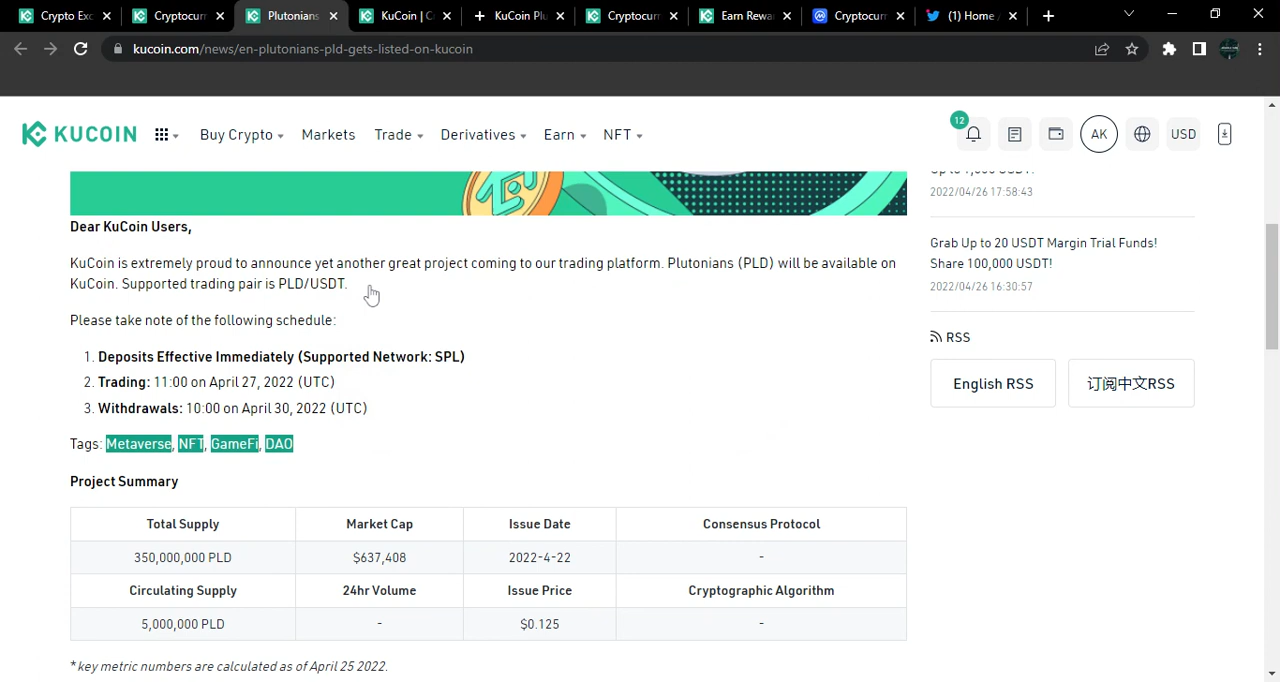 Crypto Exc
Cryptocurr
Plutonians
KuCoin | C
KuCoin Plu
Cryptocurr
Earn Rewa
Cryptocurr
(1) Home
kucoin.com/news/en-plutonians-pld-gets-listed-on-kucoin
KUCOIN
Buy Crypto
Markets
Trade
Derivatives
Earn
NFT
12
AK
USD
2022/04/26 17:58:43
Dear KuCoin Users,
KuCoin is extremely proud to announce yet another great project coming to our trading platform. Plutonians (PLD) will be available on
KuCoin. Supported trading pair is PLD/USDT.
Please take note of the following schedule:
1. Deposits Effective Immediately (Supported Network: SPL)
2. Trading: 11:00 on April 27, 2022 (UTC)
3. Withdrawals: 10:00 on April 30, 2022 (UTC)
Tags: Metaverse, NFT, GameFi, DAO
Project Summary
Total Supply Market Cap Issue Date Consensus Protocol
350,000,000 PLD $637,408 2022-4-22 -
Circulating Supply 24hr Volume Issue Price Cryptographic Algorithm
5,000,000 PLD - $0.125 -
*key metric numbers are calculated as of April 25 2022.
Grab Up to 20 USDT Margin Trial Funds!
Share 100,000 USDT!
2022/04/26 16:30:57
RSS
English RSS
订阅中文RSS